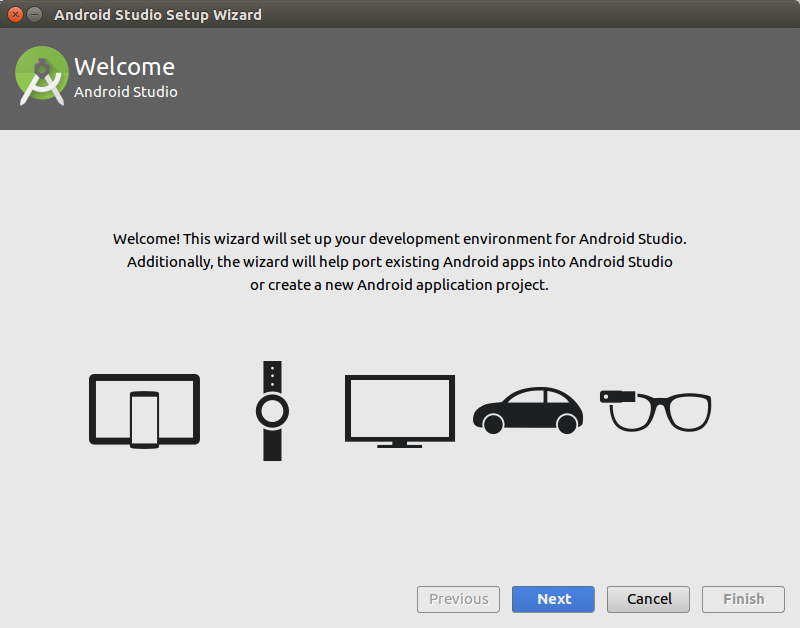 Android Studio Setup Wizard
Welcome
Android Studio
Welcome! This wizard will set up your development environment for Android Studio.
Additionally, the wizard will help port existing Android apps into Android Studio
or create a new Android application project.
Previous Next Cancel Finish